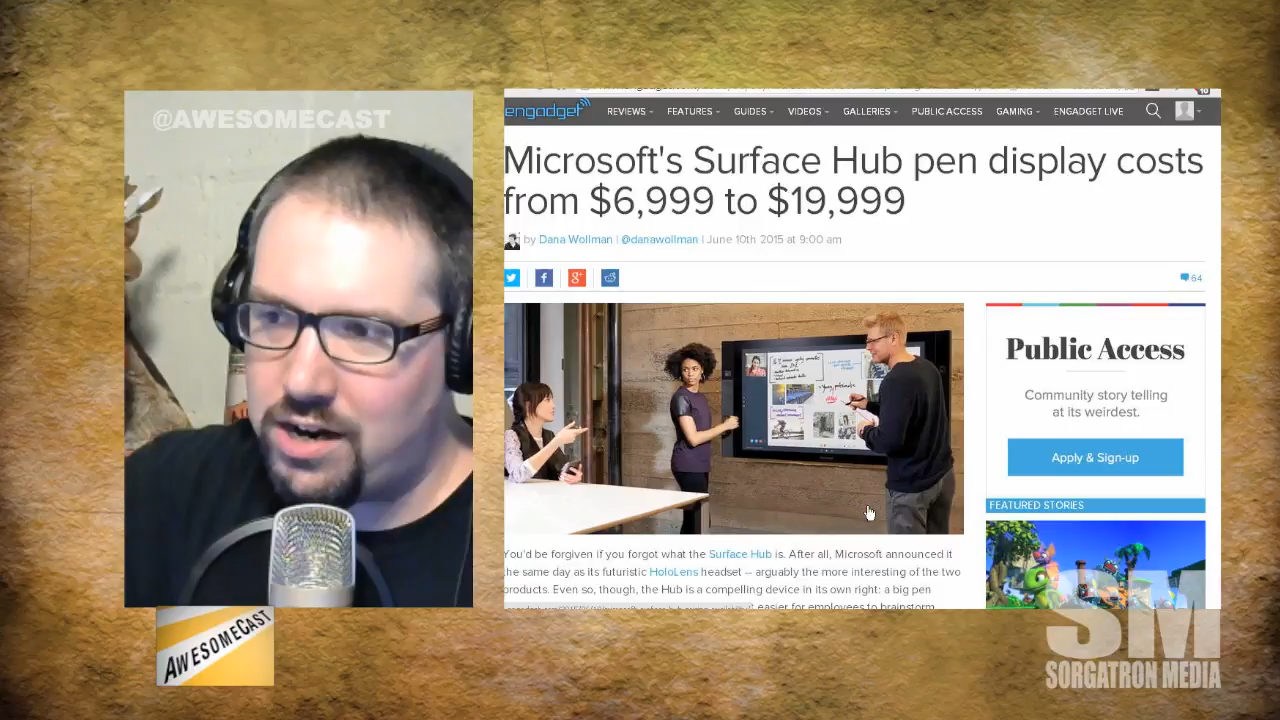 @AWESOMECAST
engadget
REVIEWS FEATURES GUIDES VIDEOS GALLERIES PUBLIC ACCESS GAMING ENGADGET LIVE
Microsoft's Surface Hub pen display costs
from $6,999 to $19,999
by Dana Wollman | @danawollman | June 10th 2015 at 9:00 am
64
Public Access
Community story telling
at its weirdest.
Apply & Sign-up
FEATURED STORIES
You'd be forgiven if you forgot what the Surface Hub is. After all, Microsoft announced it
the same day as its futuristic HoloLens headset -- arguably the more interesting of the two
products. Even so, though, the Hub is a compelling device in its own right: a big pen
easier for employees to brainstorm
AWESOMECAST
SM
SORGATRON MEDIA